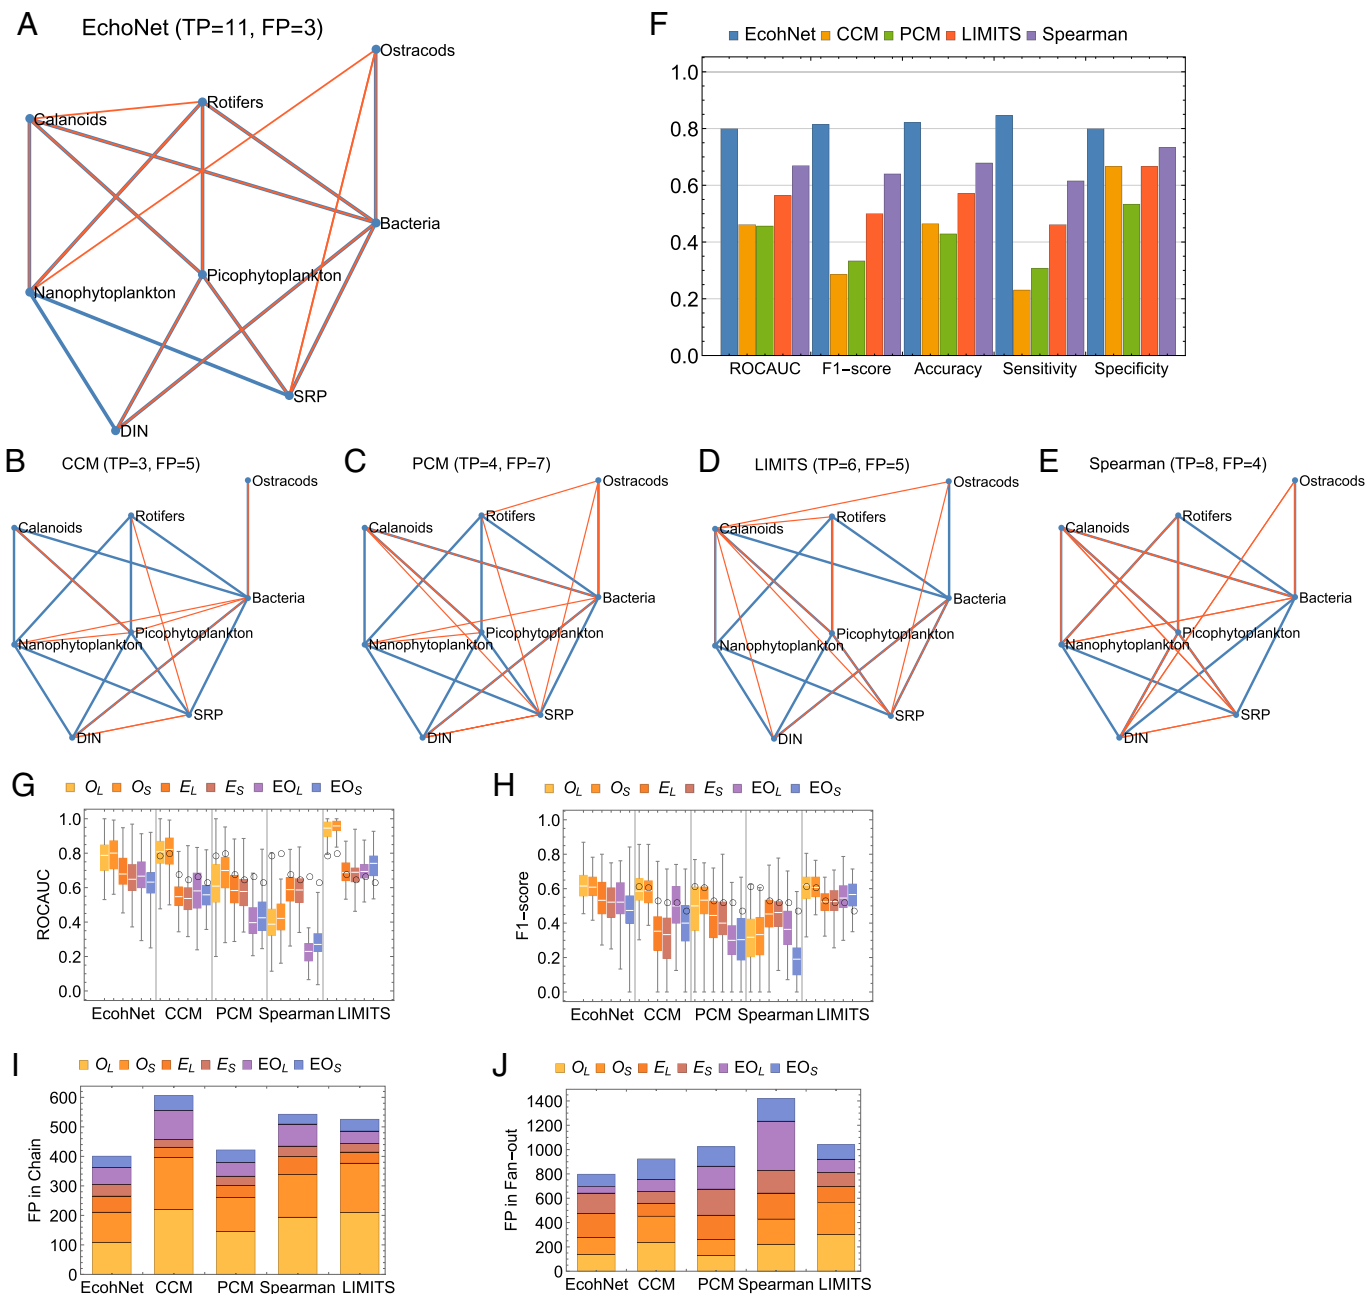 A
EchoNet (TP=11, FP=3)
Ostracods
Rotifers
Calanoids
Bacteria
Picophytoplankton
Nanophytoplankton
SRP
DIN
F
EcohNet CCM PCM LIMITS Spearman
1.0
0.8
0.6
0.4
0.2
0.0
ROCAUC F1−score Accuracy Sensitivity Specificity
B
CCM (TP=3, FP=5)
Ostracods
Rotifers
Calanoids
Bacteria
Picophytoplankton
Nanophytoplankton
SRP
DIN
C
PCM (TP=4, FP=7)
Ostracods
Rotifers
Calanoids
Bacteria
Picophytoplankton
Nanophytoplankton
SRP
DIN
D
LIMITS (TP=6, FP=5)
Ostracods
Rotifers
Calanoids
Bacteria
Picophytoplankton
Nanophytoplankton
SRP
DIN
E
Spearman (TP=8, FP=4)
Ostracods
Rotifers
Calanoids
Bacteria
Picophytoplankton
Nanophytoplankton
SRP
DIN
G
OL OS EL ES EOL EOS
ROCAUC
1.0
0.8
0.6
0.4
0.2
0.0
EcohNet CCM PCM Spearman LIMITS
H
OL OS EL ES EOL EOS
F1−score
1.0
0.8
0.6
0.4
0.2
0.0
EcohNet CCM PCM Spearman LIMITS
I
OL OS EL ES EOL EOS
FP in Chain
600
500
400
300
200
100
0
EcohNet CCM PCM Spearman LIMITS
J
OL OS EL ES EOL EOS
FP in Fan−out
1400
1200
1000
800
600
400
200
0
EcohNet CCM PCM Spearman LIMITS